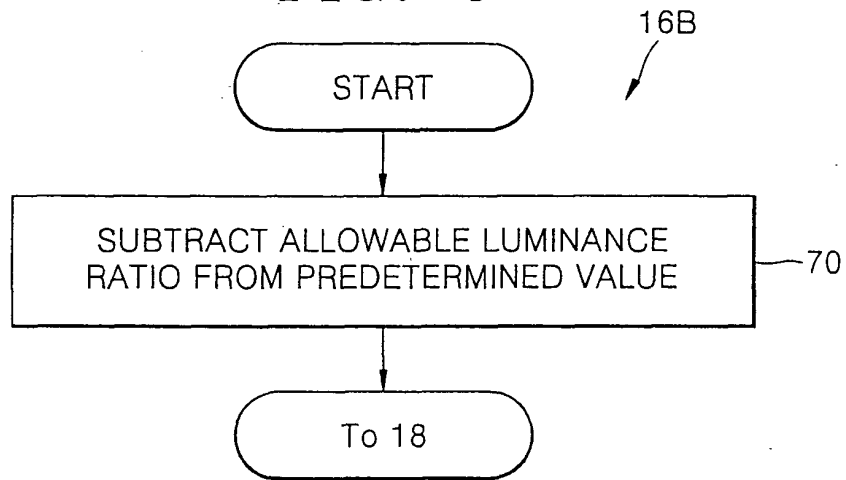 16B
START
SUBTRACT ALLOWABLE LUMINANCE
RATIO FROM PREDETERMINED VALUE
70
To 18